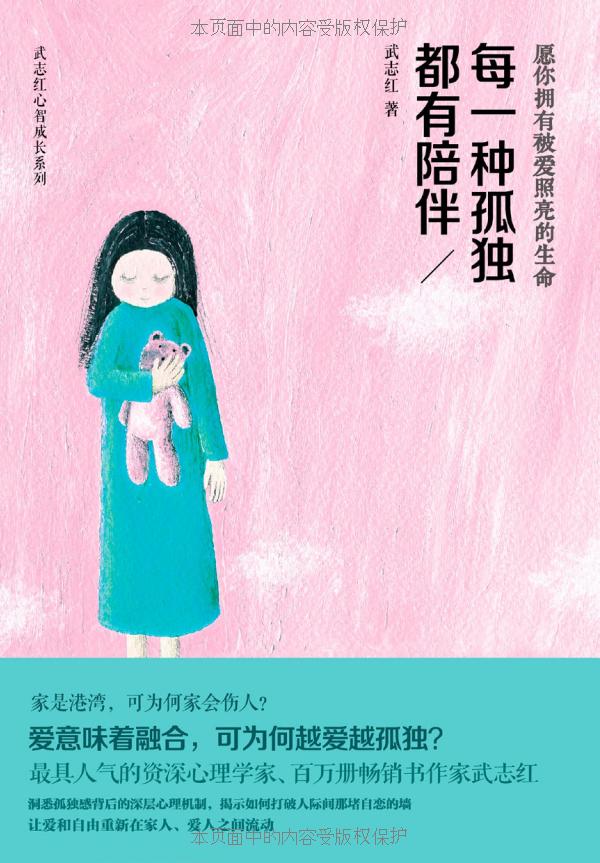 本页面中的内容受版权保护
愿你拥有被爱照亮的生命
每一种孤独
都有陪伴
武志红 著
武志红心智成长系列
家是港湾，可为何家会伤人？
爱意味着融合，可为何越爱越孤独？
最具人气的资深心理学家、百万册畅销书作家武志红
洞悉孤独感背后的深层心理机制，揭示如何打破人际间那堵自恋的墙
让爱和自由重新在家人、爱人之间流动
本页面中的内容受版权保护